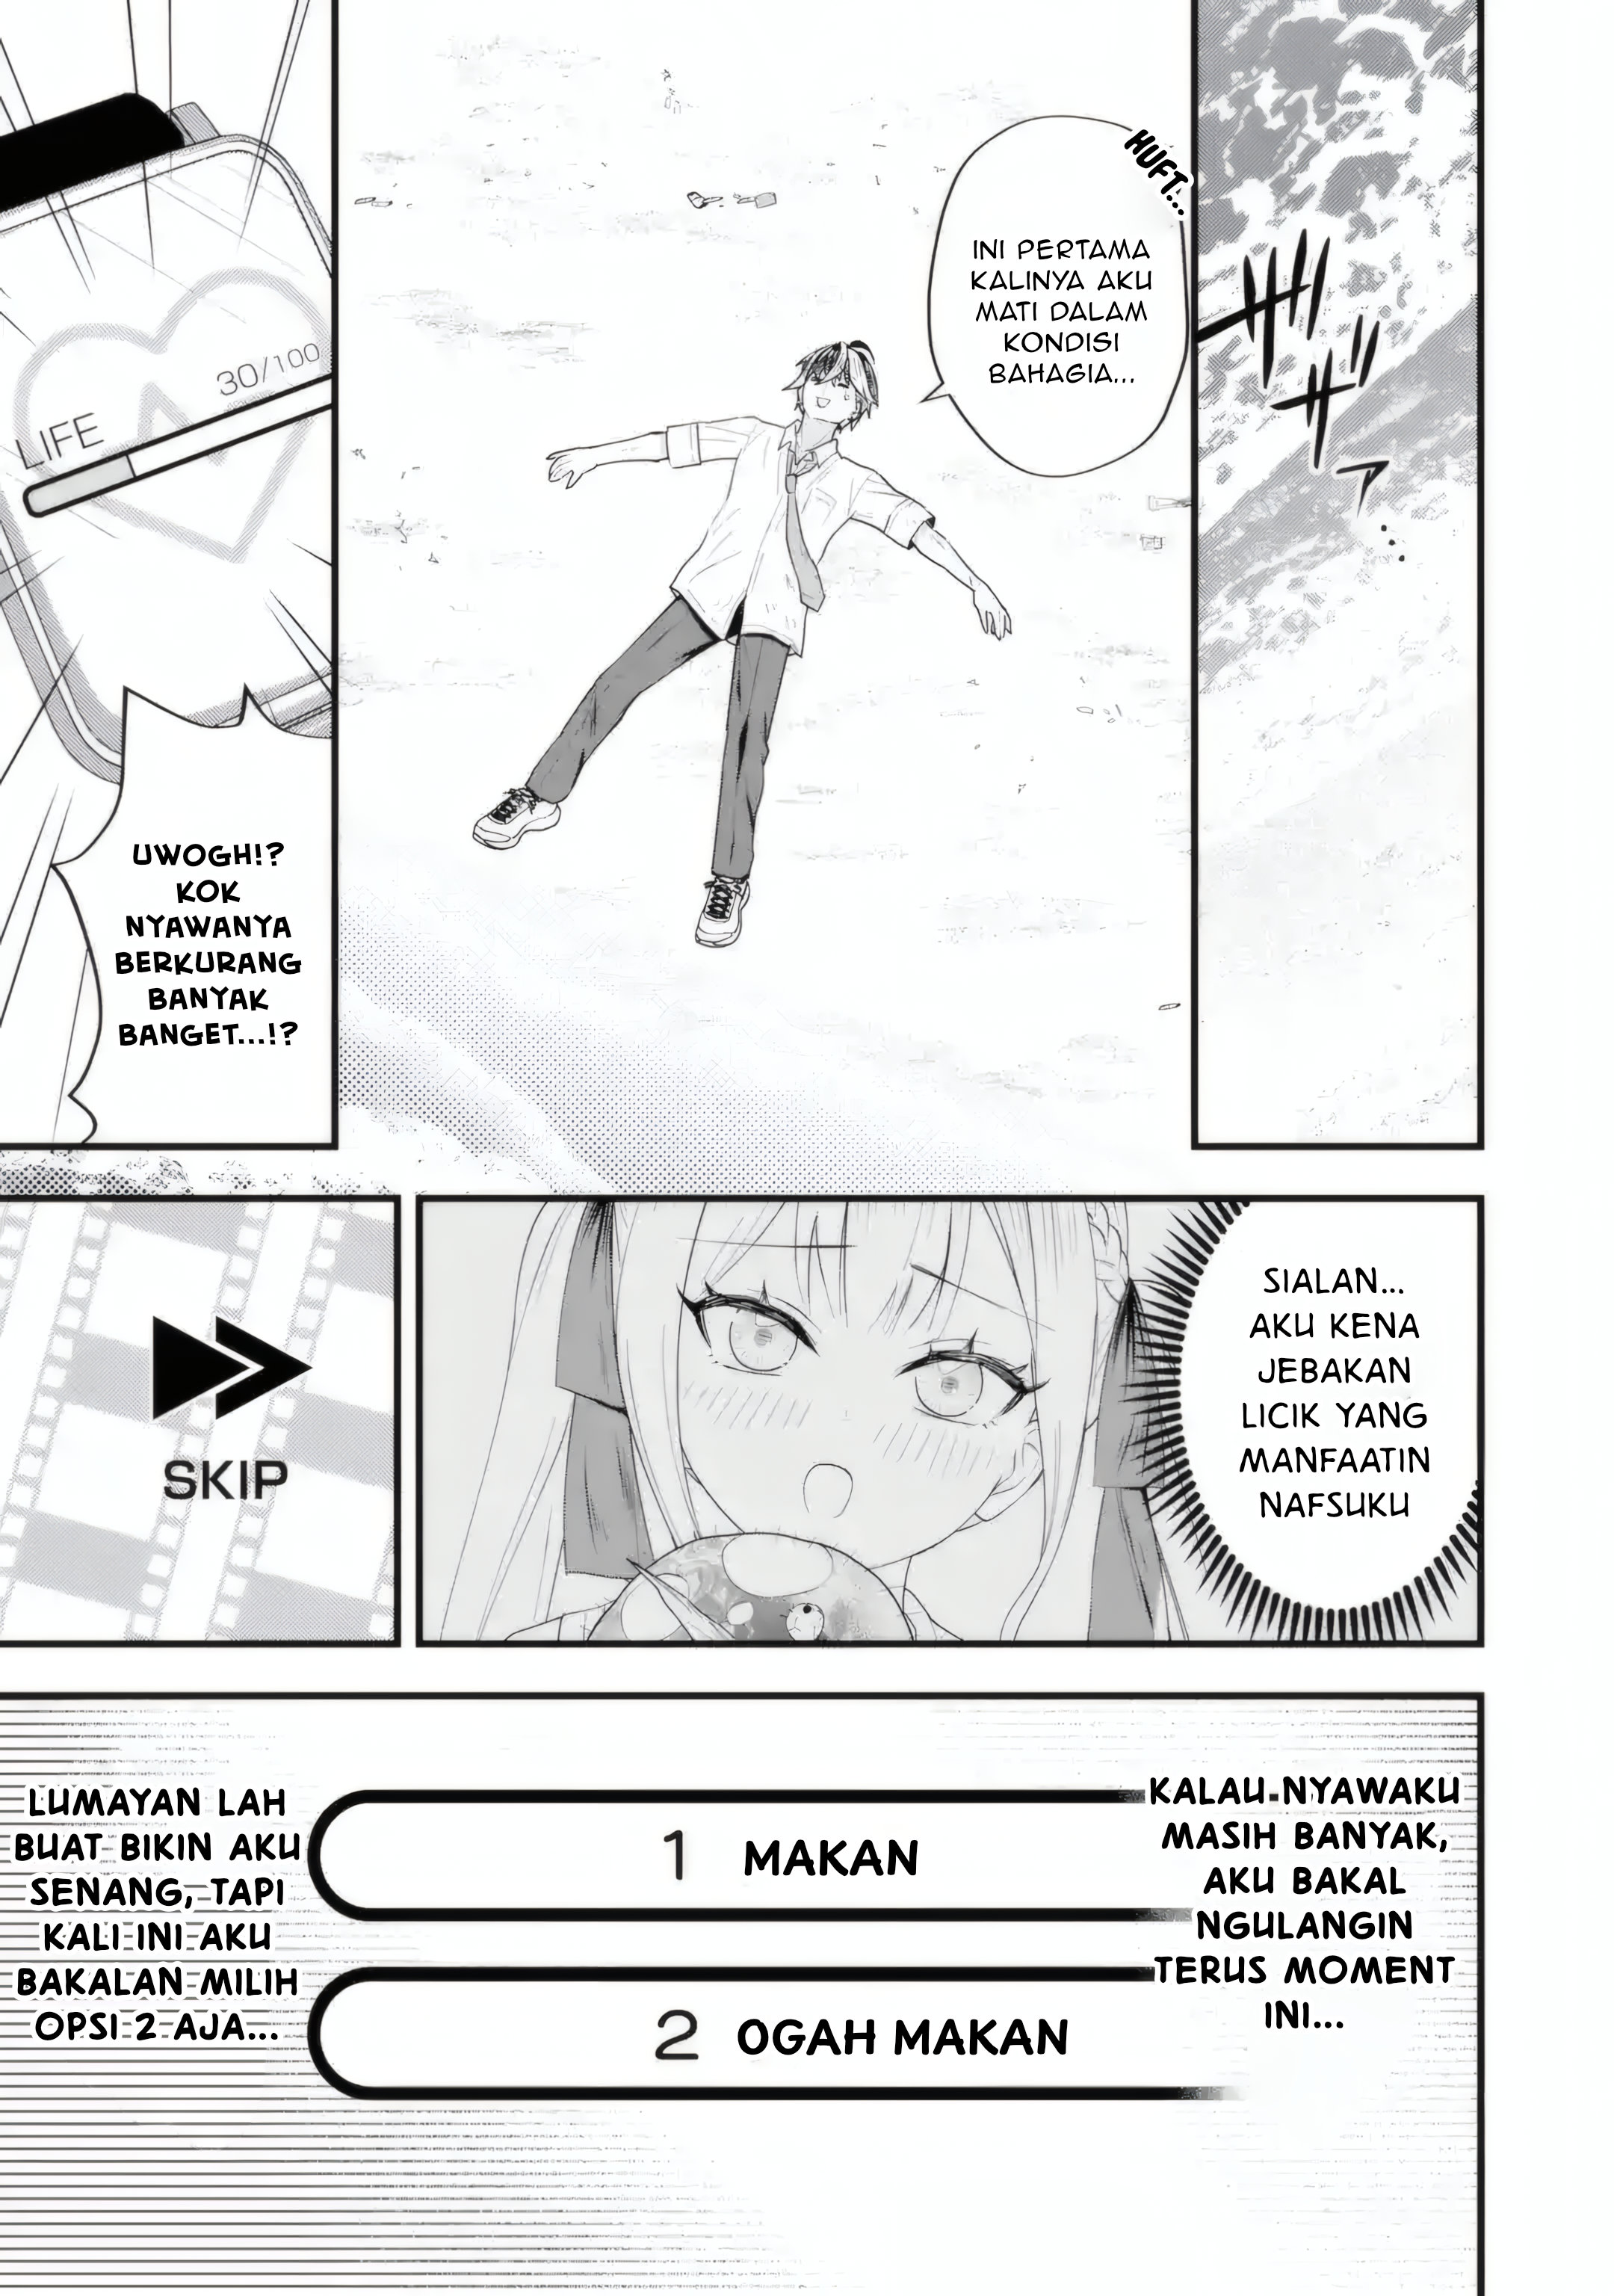 ザザァ...
HUFT...
INI PERTAMA
KALINYA AKU
MATI DALAM
KONDISI
BAHAGIA...
30/100
LIFE
UWOGH!?
KOK
NYAWANYA
BERKURANG
BANYAK
BANGET...!?
SIALAN...
AKU KENA
JEBAKAN
LICIK YANG
MANFAATIN
NAFSUKU
SKIP
KALAU NYAWAKU
MASIH BANYAK,
AKU BAKAL
NGULANGIN
TERUS MOMENT
INI...
1 MAKAN
2 OGAH MAKAN
LUMAYAN LAH
BUAT BIKIN AKU
SENANG, TAPI
KALI INI AKU
BAKALAN MILIH
OPSI 2 AJA...